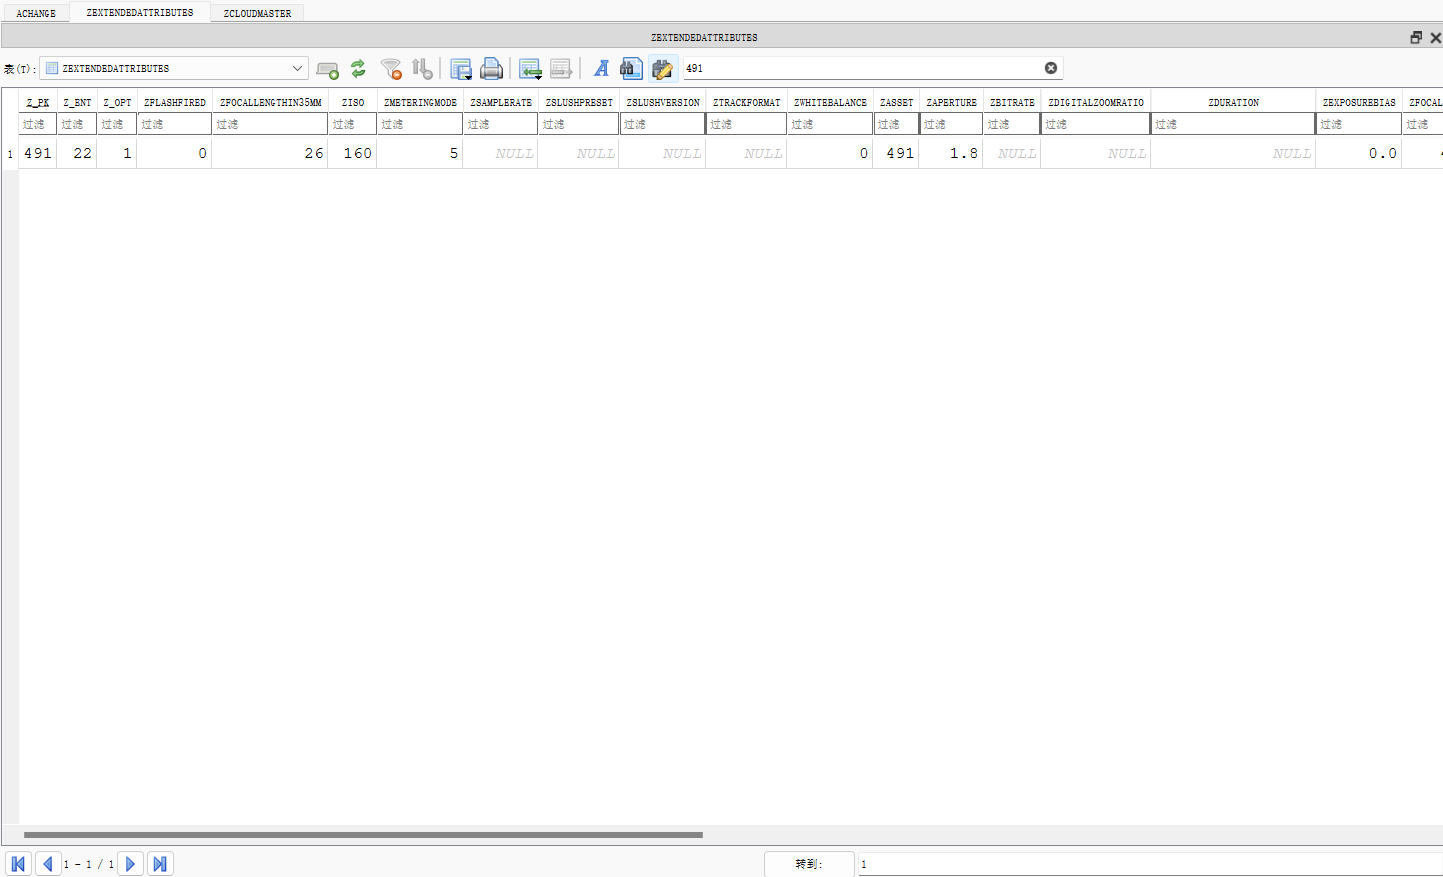 ACHANGE ZEXTENDEDATTRIBUTES ZCLOUDMASTER
ZEXTENDEDATTRIBUTES
表(T): ZEXTENDEDATTRIBUTES 491
Z_PK Z_ENT Z_OPT ZFLASHFIRED ZFOCALLENGTHIN35MM ZISO ZMETERINGMODE ZSAMPLERATE ZSLUSHPRESET ZSLUSHVERSION ZTRACKFORMAT ZWHITEBALANCE ZASSET ZAPERTURE ZBITRATE ZDIGITALZOOMRATIO ZDURATION ZEXPOSUREBIAS ZFOCAL
过滤 过滤 过滤 过滤 过滤 过滤 过滤 过滤 过滤 过滤 过滤 过滤 过滤 过滤 过滤 过滤 过滤 过滤 过滤
1 491 22 1 0 26 160 5 NULL NULL NULL NULL 0 491 1.8 NULL NULL NULL 0.0
1 - 1 / 1 转到: 1